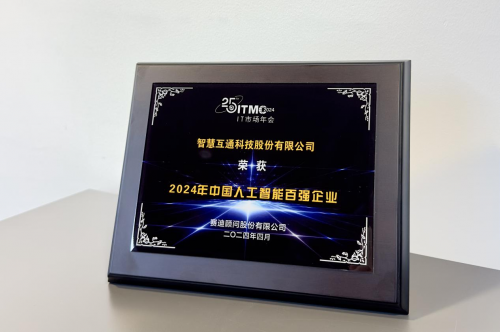 25 ITMC 2024
IT市场年会
智慧互通科技股份有限公司
荣 获
2024年中国人工智能百强企业
赛迪顾问股份有限公司
二〇二四年四月